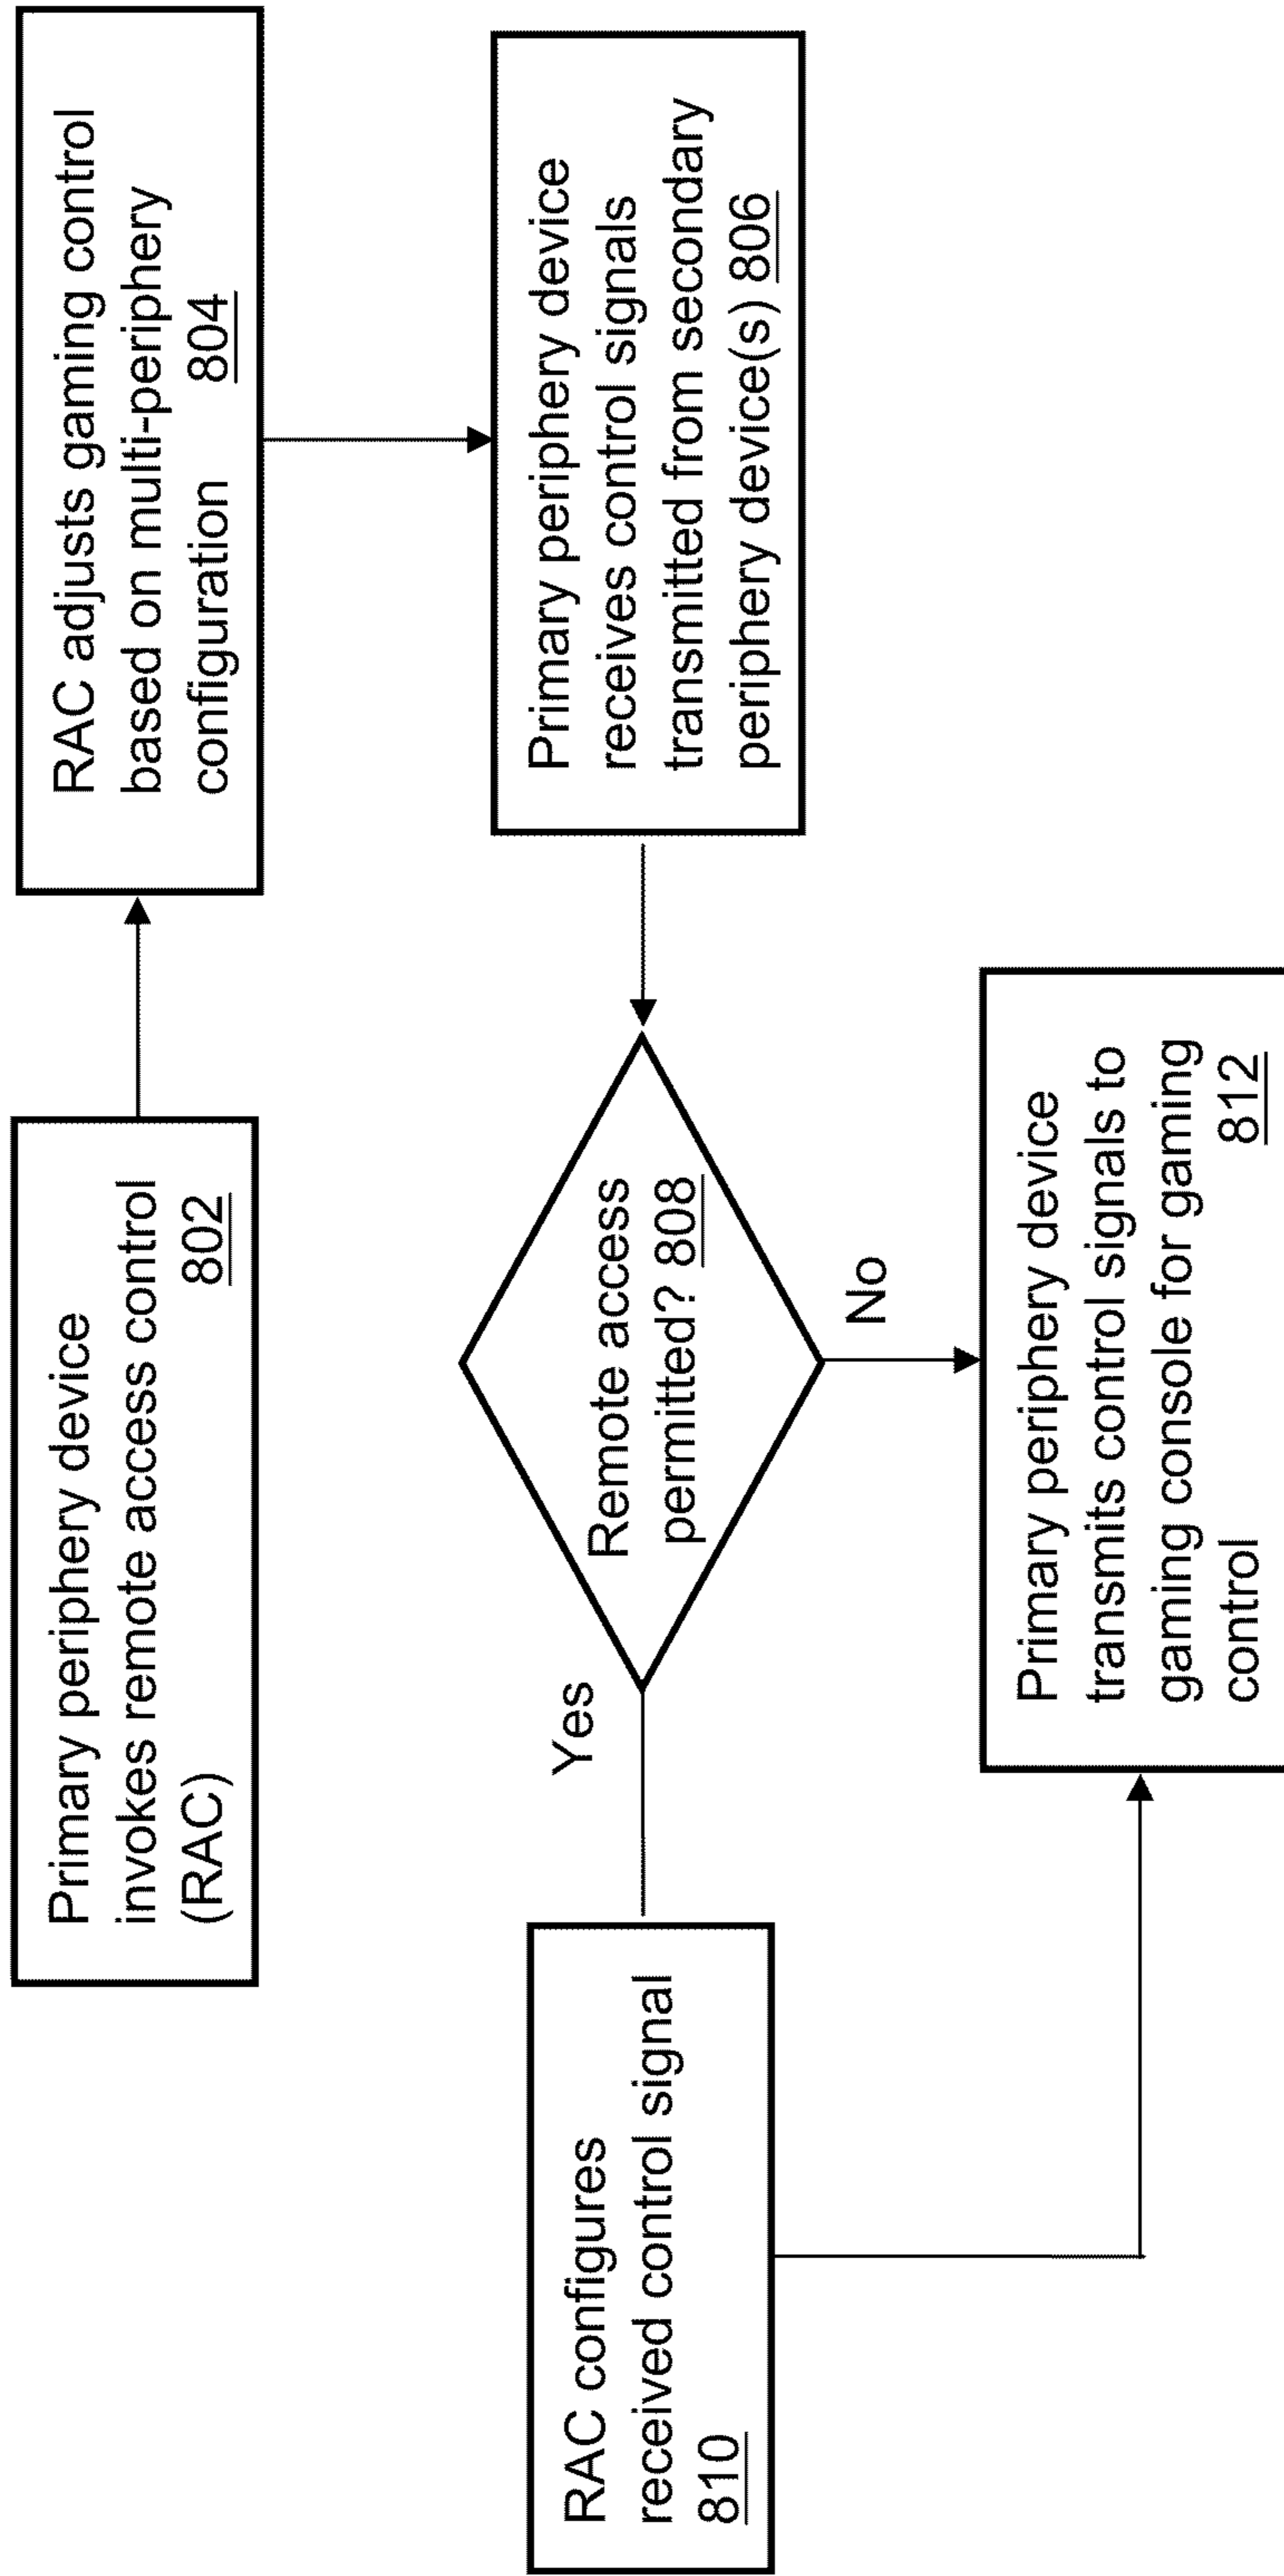 Primary periphery device
invokes remote access control
(RAC) 802
RAC adjusts gaming control
based on multi-periphery
configuration 804
Primary periphery device
receives control signals
transmitted from secondary
periphery device(s) 806
Remote access
permitted? 808
Yes
No
RAC configures
received control signal
810
Primary periphery device
transmits control signals to
gaming console for gaming
control 812